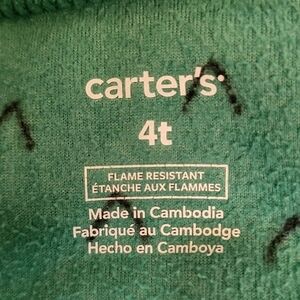 carter's
4t
FLAME RESISTANT
ÉTANCHE AUX FLAMMES
Made in Cambodia
Fabriqué au Cambodge
Hecho en Camboya